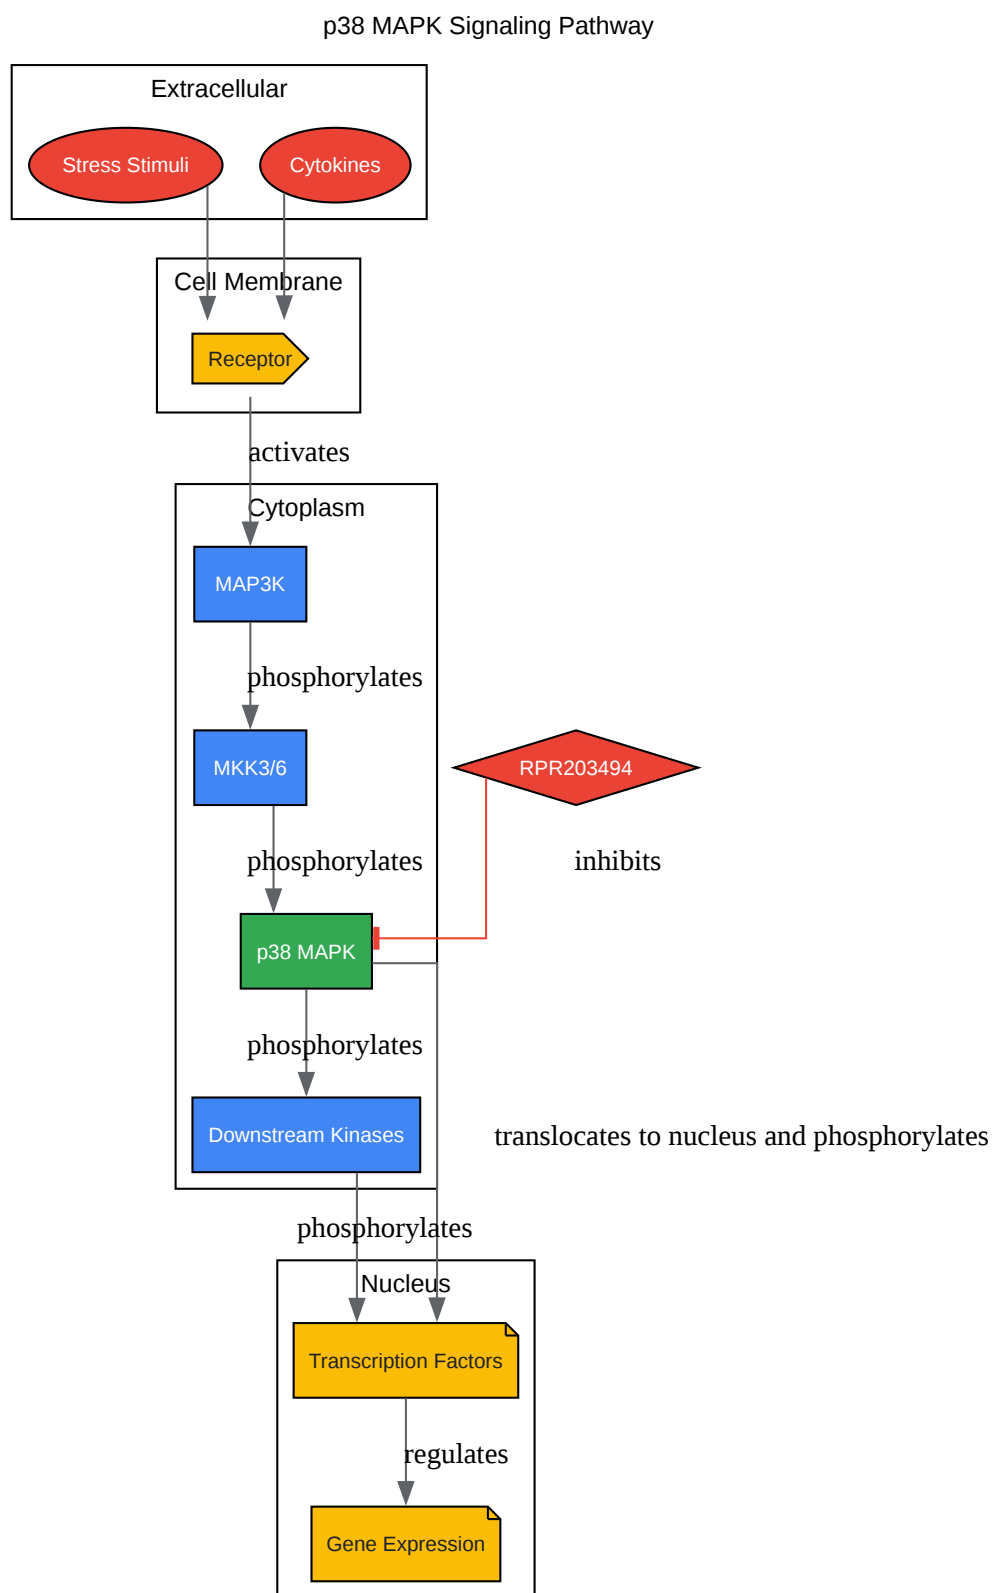 p38 MAPK Signaling Pathway
Extracellular
Stress Stimuli
Cytokines
Cell Membrane
Receptor
activates
Cytoplasm
MAP3K
phosphorylates
MKK3/6
RPR203494
phosphorylates
inhibits
p38 MAPK
phosphorylates
Downstream Kinases
translocates to nucleus and phosphorylates
phosphorylates
Nucleus
Transcription Factors
regulates
Gene Expression